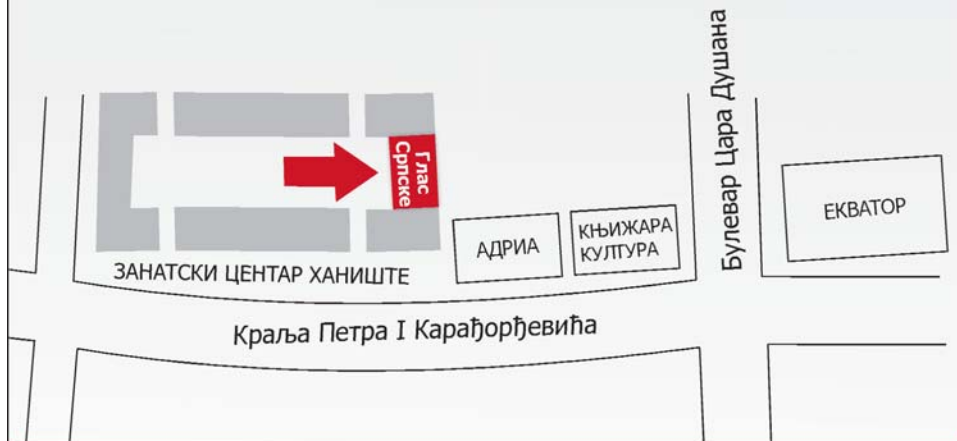 Булевар Цара Душана
Глас
Српске
АДРИА
КЊИЖАРА
КУЛТУРА
ЕКВАТОР
ЗАНАТСКИ ЦЕНТАР ХАНИШТЕ
Краља Петра I Карађорђевића